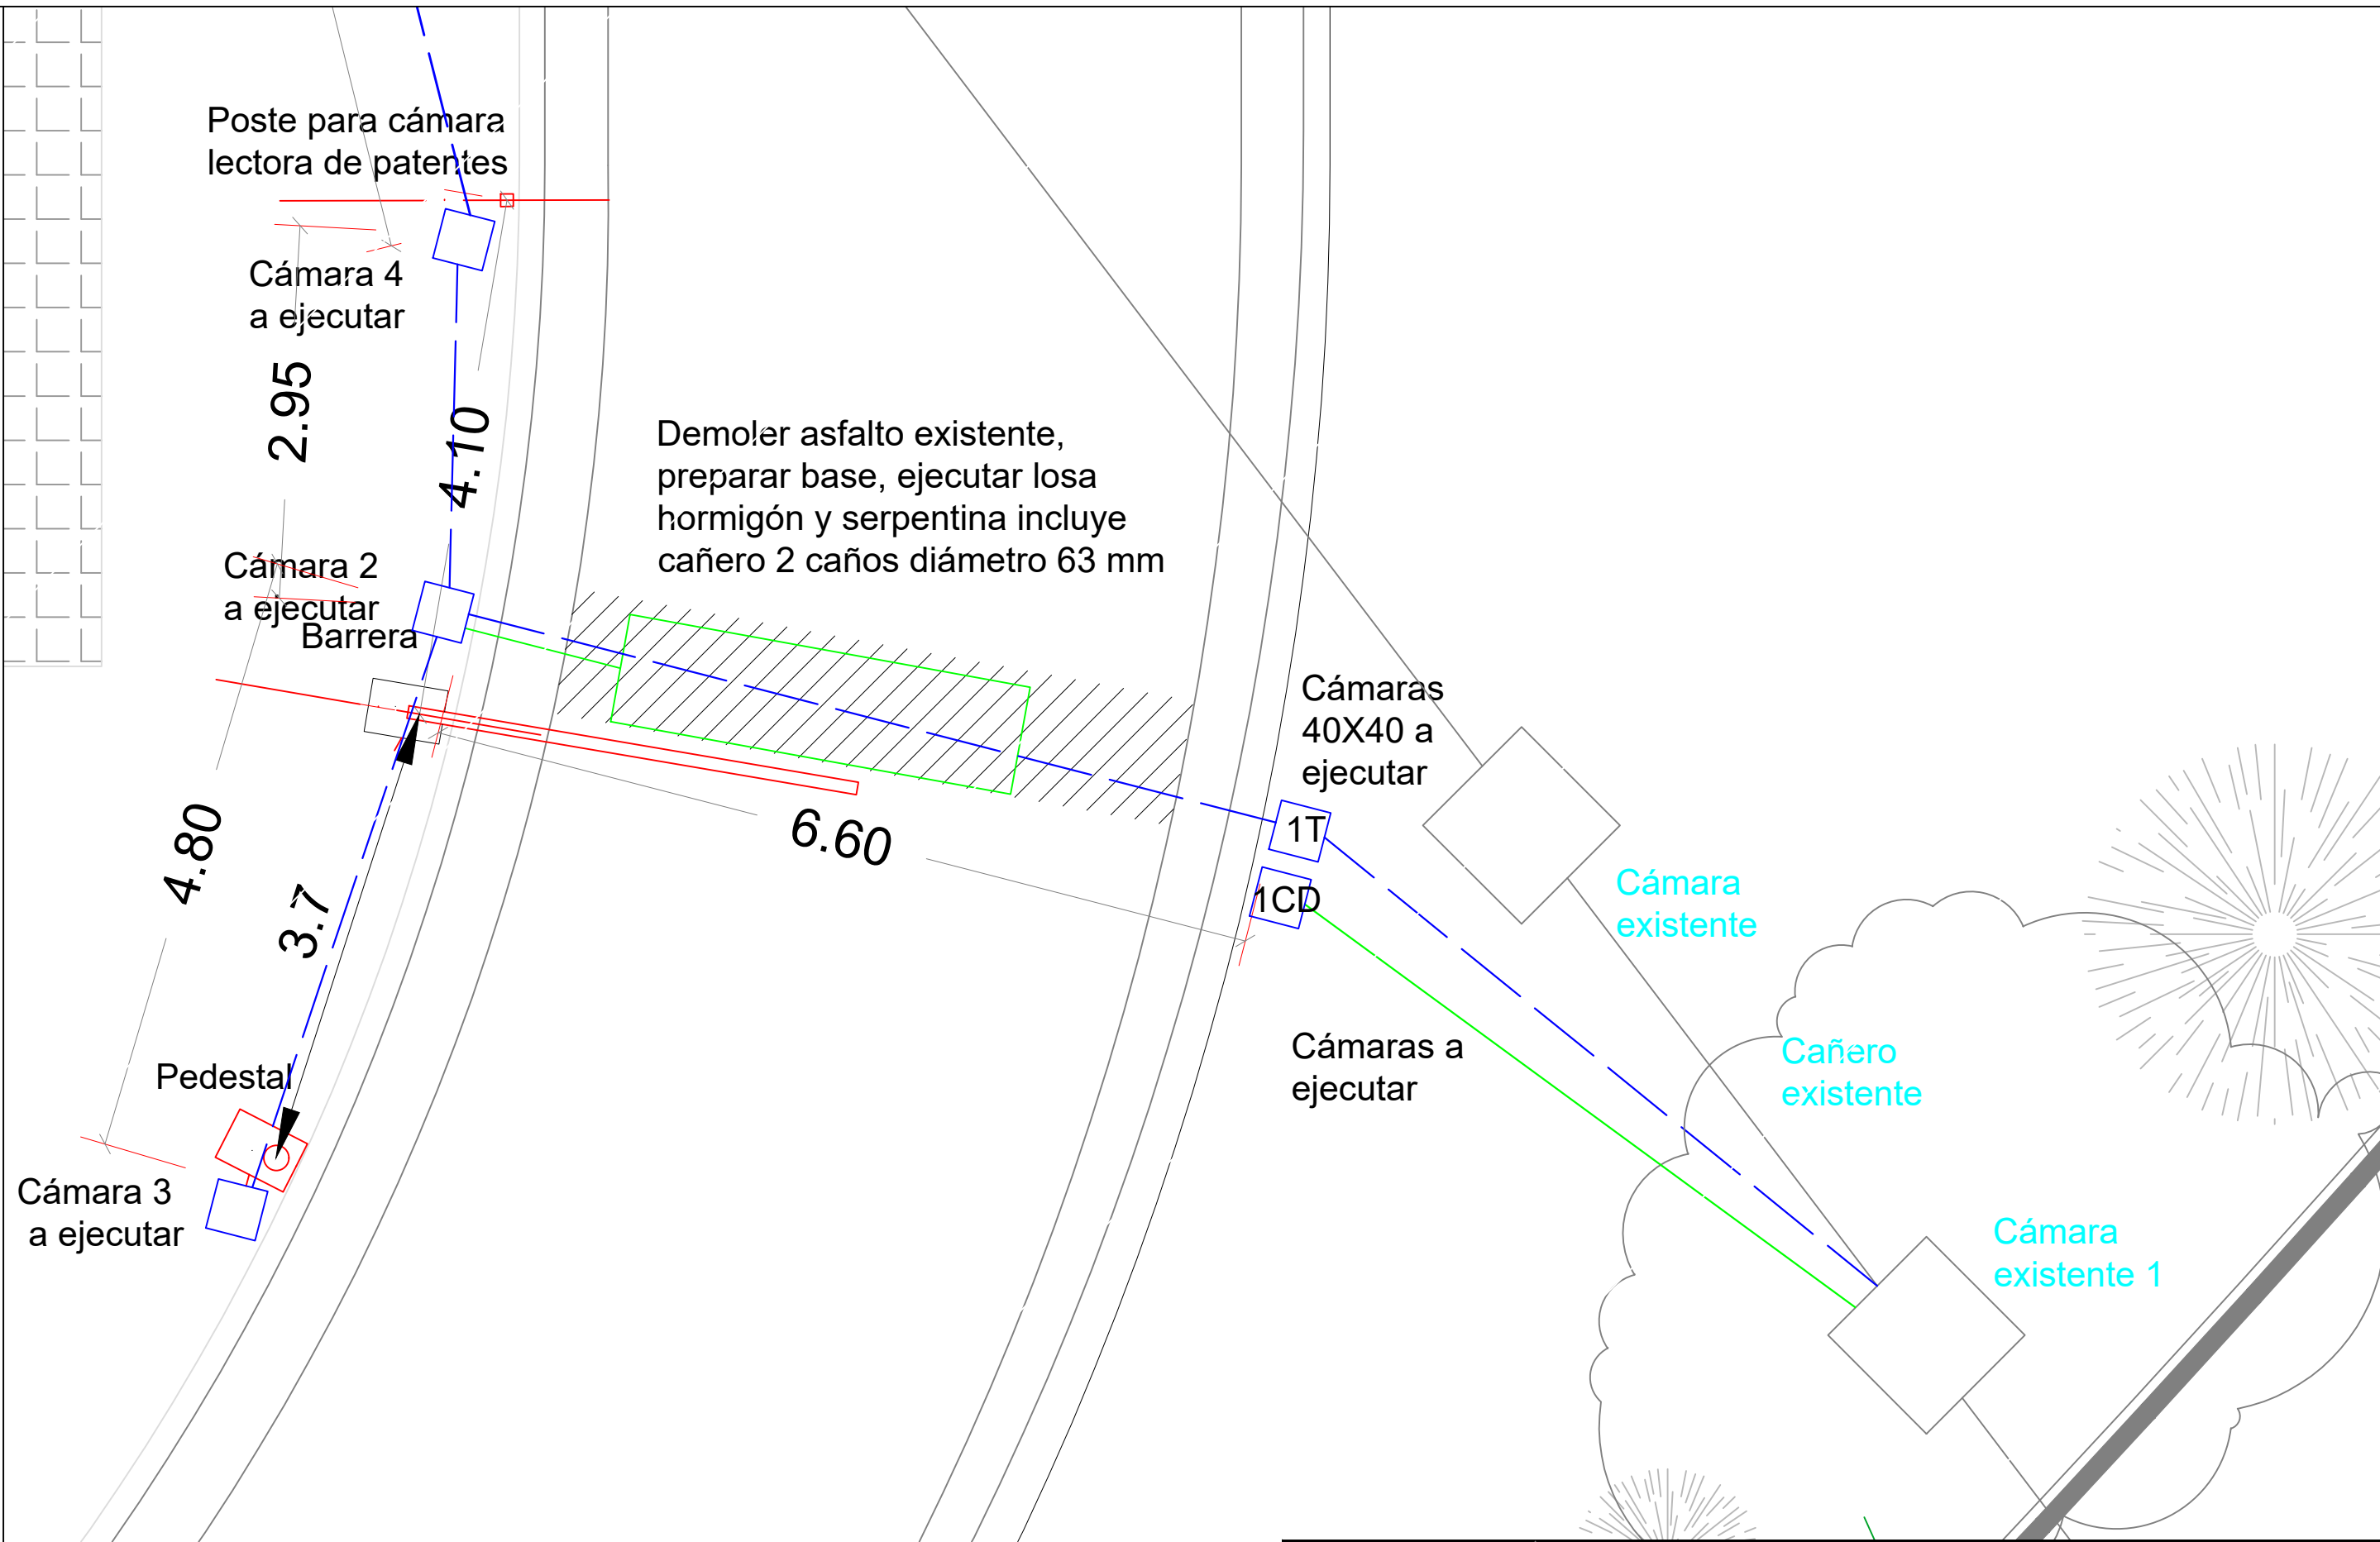 Poste para cámara
lectora de patentes
Cámara 4
a ejecutar
2.95
4.10
Demoler asfalto existente,
preparar base, ejecutar losa
hormigón y serpentina incluye
cañero 2 caños diámetro 63 mm
Cámara 2
a ejecutar
Barrera
Cámaras
40X40 a
ejecutar
1T
1CD
6.60
4.80
3.7
Cámara
existente
Cámaras a
ejecutar
Cañero
existente
Pedestal
Cámara 3
a ejecutar
Cámara
existente 1